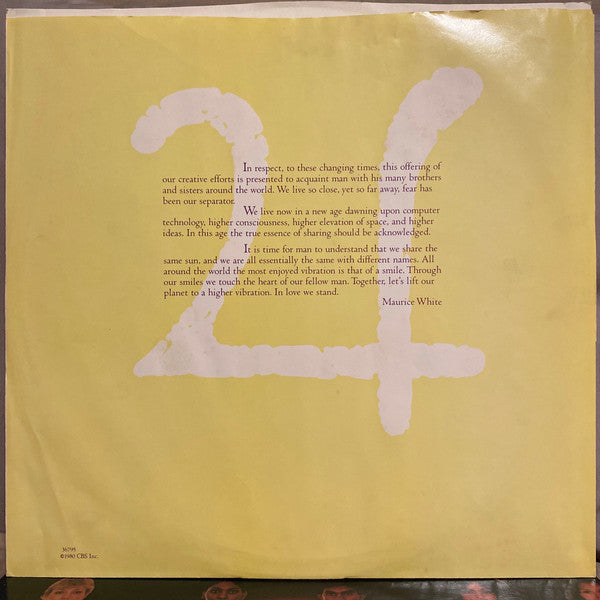 In respect, to these changing times, this offering of
our creative efforts is presented to acquaint man with his many brothers
and sisters around the world. We live so close, yet so far away, fear has
been our separator.
We live now in a new age dawning upon computer
technology, higher consciousness, higher elevation of space, and higher
ideas. In this age the true essence of sharing should be acknowledged.
It is time for man to understand that we share the
same sun, and we are all essentially the same with different names. All
around the world the most enjoyed vibration is that of a smile. Through
our smiles we touch the heart of our fellow man. Together, let's lift our
planet to a higher vibration. In love we stand.
Maurice White
36795
©1980 CBS Inc.